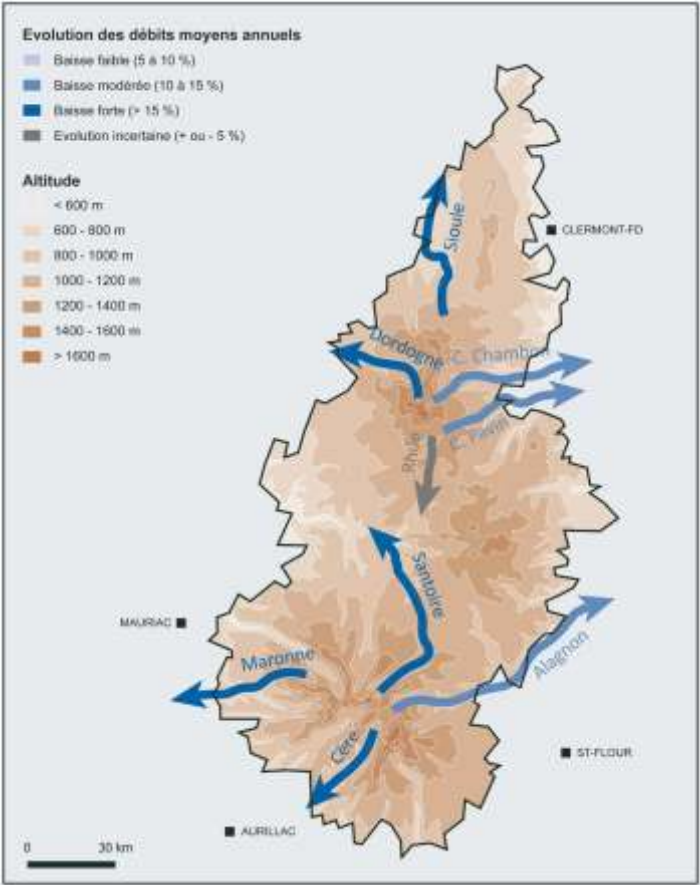 Evolution des débits moyens annuels
Baisse faible (5 à 10 %)
Baisse modérée (10 à 15 %)
Baisse forte (> 15 %)
Evolution incertaine (+ ou - 5 %)
Altitude
< 600 m
600 - 800 m
800 - 1000 m
1000 - 1200 m
1200 - 1400 m
1400 - 1600 m
> 1600 m
Sioule
CLERMONT-FD
Dordogne
C. Chambon
C. Pavin
Rhue
Santoire
MAURIAC
Maronne
Alagnon
Cère
ST-FLOUR
AURILLAC
0 30 km